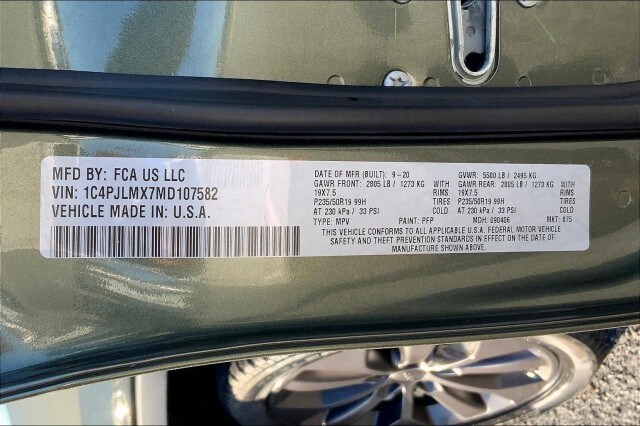 MFD BY: FCA US LLC
VIN: 1C4PJLMX7MD107582
VEHICLE MADE IN: U.S.A.
DATE OF MFR (BUILT): 9-20 GVWR: 5500 LB / 2495 KG
GAWR FRONT: 2805 LB / 1273 KG RIMS GAWR REAR: 2805 LB / 1273 KG RIMS
19X7.5 19X7.5
P235/50R19 99H TIRES P235/50R19 99H TIRES
AT 230 kPa / 33 PSI COLD AT 230 kPa / 33 PSI COLD
TYPE: MPV PAINT: PFP MDH: 090406 MKT: 875
THIS VEHICLE CONFORMS TO ALL APPLICABLE U.S.A. FEDERAL MOTOR VEHICLE
SAFETY AND THEFT PREVENTION STANDARDS IN EFFECT ON THE DATE OF
MANUFACTURE SHOWN ABOVE.